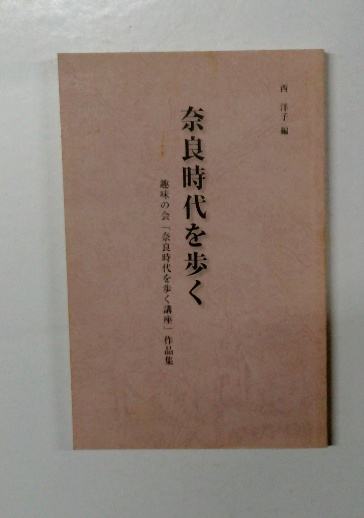 西 洋子 編
奈良時代を歩く
趣味の会「奈良時代を歩く講座」作品集